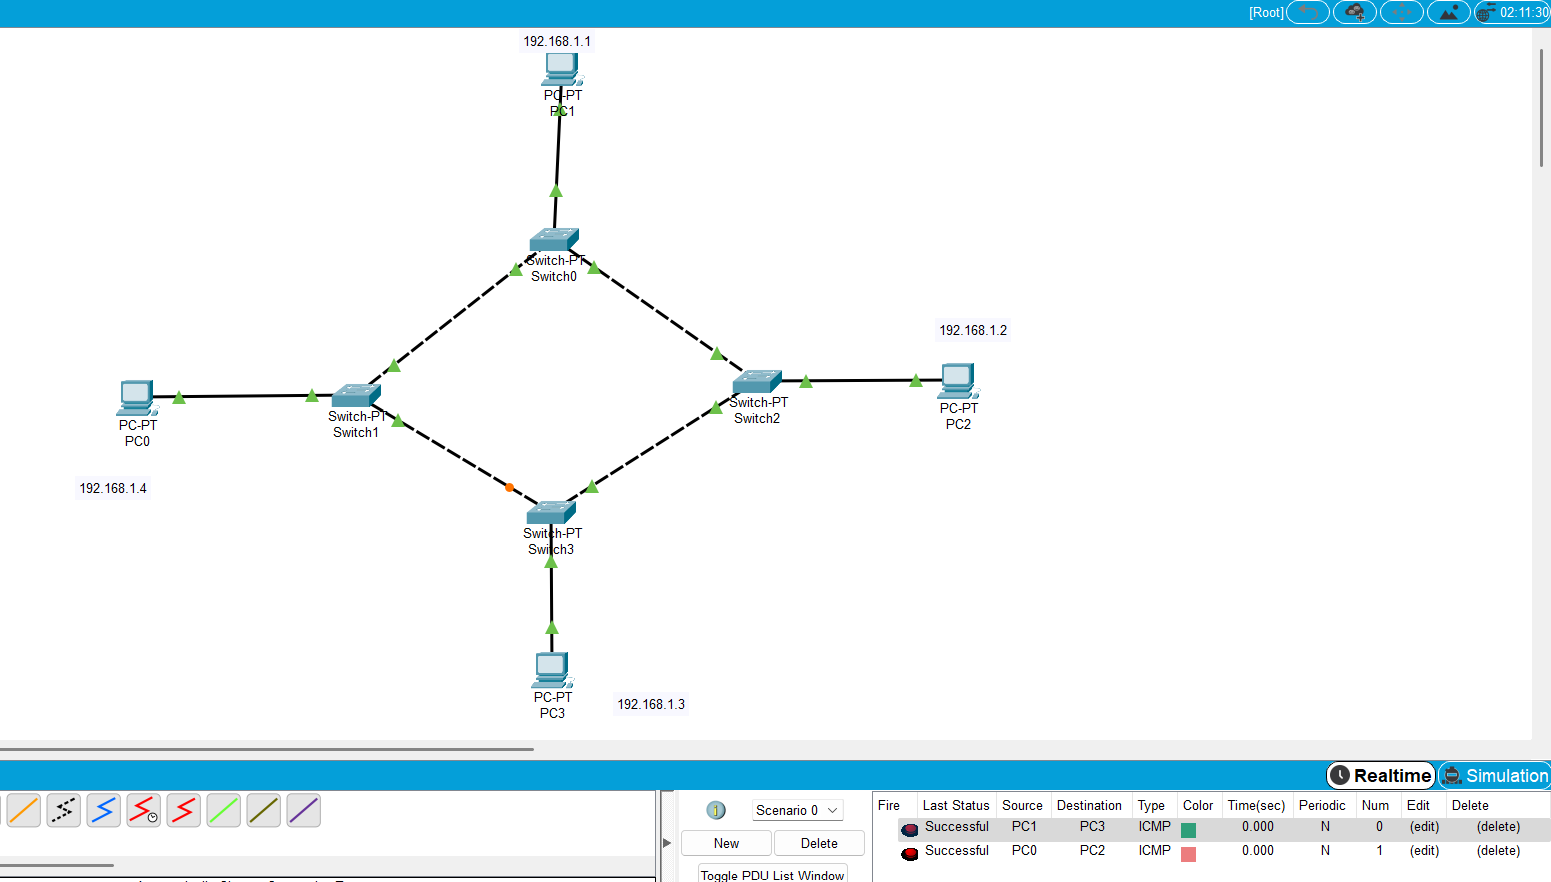 [Root]
02:11:30
192.168.1.1
PC-PT
PC1
Switch-PT
Switch0
192.168.1.2
PC-PT
PC2
Switch-PT
Switch2
PC-PT
PC0
Switch-PT
Switch1
192.168.1.4
Switch-PT
Switch3
PC-PT
PC3
192.168.1.3
Realtime
Simulation
Scenario 0
New
Delete
Toggle PDU List Window
Fire Last Status Source Destination Type Color Time(sec) Periodic Num Edit Delete
Successful PC1 PC3 ICMP 0.000 N 0 (edit) (delete)
Successful PC0 PC2 ICMP 0.000 N 1 (edit) (delete)